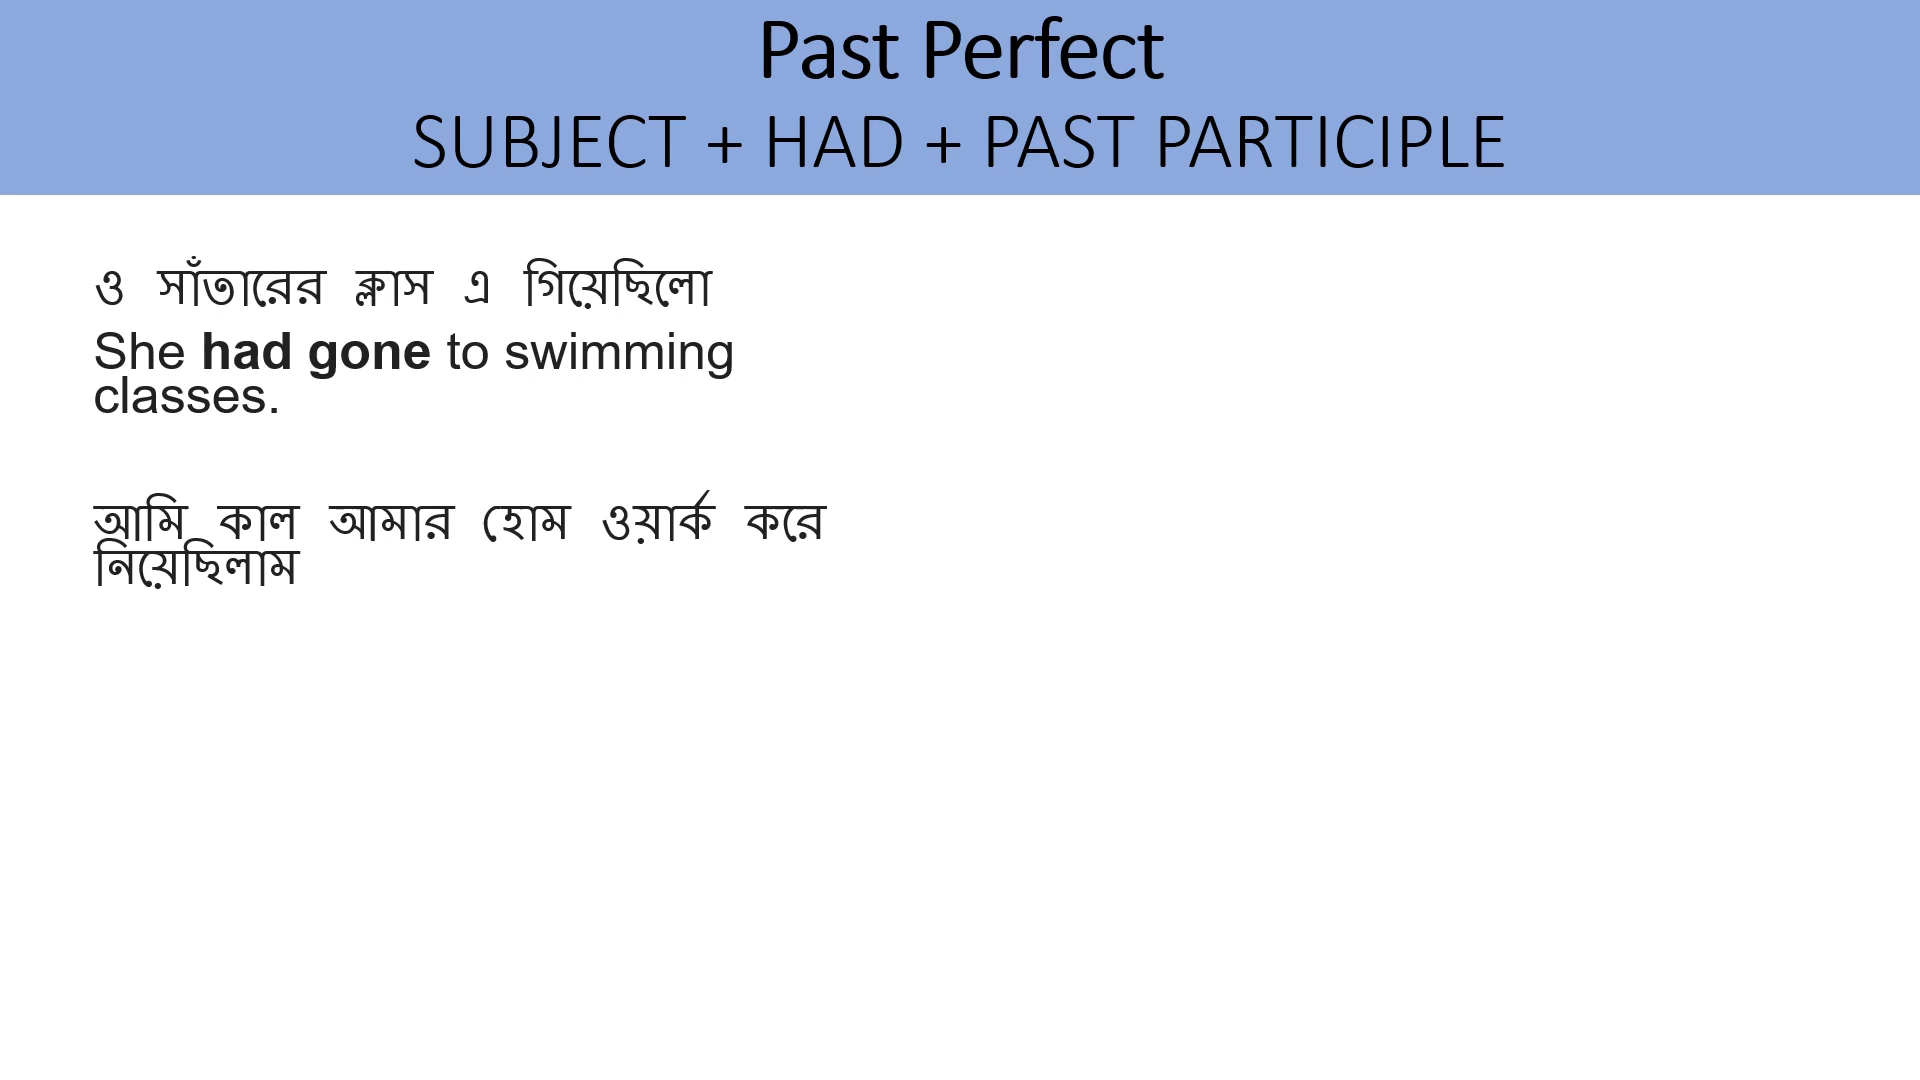 Past Perfect
SUBJECT + HAD + PAST PARTICIPLE
ও সাঁতারের ক্লাস এ গিয়েছিলো
She had gone to swimming
classes.
আমি কাল আমার হোম ওয়ার্ক করে
নিয়েছিলাম